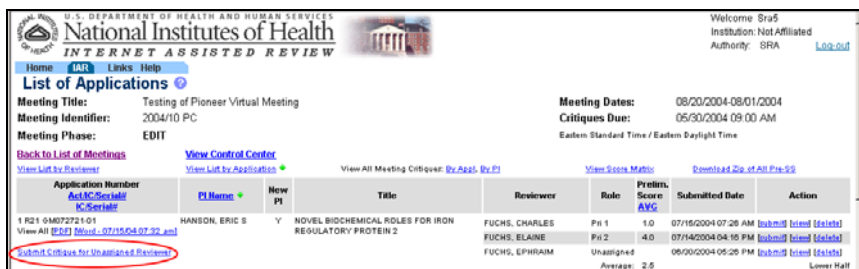 U.S. DEPARTMENT OF HEALTH AND HUMAN SERVICES
National Institutes of Health
INTERNET ASSISTED REVIEW
Welcome Sra5
Institution: Not Affiliated
Authority: SRA Log-out
Home IAR Links Help
List of Applications
Meeting Title: Testing of Pioneer Virtual Meeting Meeting Dates: 08/20/2004-08/01/2004
Meeting Identifier: 2004/10 PC Critiques Due: 05/30/2004 09:00 AM
Meeting Phase: EDIT Eastern Standard Time / Eastern Daylight Time
Back to List of Meetings View Control Center
View List by Reviewer View List by Application View All Meeting Critiques: By Appl. By PI View Score Matrix Download Zip of All Pre-SS
Application Number Act/IC/Serial# IC/Serial# PI Name New PI Title Reviewer Role Prelim. Score AVG Submitted Date Action
1 R21 GM072721-01 HANSON, ERIC S Y NOVEL BIOCHEMICAL ROLES FOR IRON REGULATORY PROTEIN 2 FUCHS, CHARLES Pri 1 1.0 07/15/2004 07:26 AM [submit] [view] [delete]
View All [PDF] [Word - 07/15/04 07:32 am] FUCHS, ELAINE Pri 2 4.0 07/14/2004 04:16 PM [submit] [view] [delete]
Submit Critique for Unassigned Reviewer FUCHS, EPHRAIM Unassigned 06/30/2004 05:26 PM [submit] [view] [delete]
Average: 2.5 Lower Half